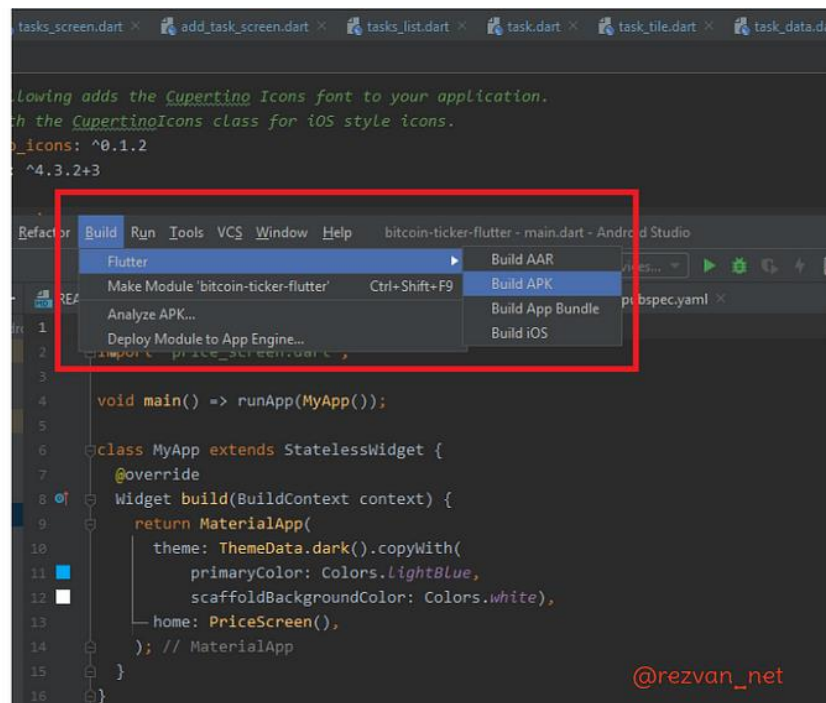 tasks_screen.dart add_task_screen.dart tasks_list.dart task.dart task_tile.dart task_data.da
llowing adds the Cupertino Icons font to your application.
th the CupertinoIcons class for iOS style icons.
o_icons: ^0.1.2
: ^4.3.2+3
Refactor Build Run Tools VCS Window Help bitcoin-ticker-flutter - main.dart - Android Studio
Flutter
Build AAR
Make Module 'bitcoin-ticker-flutter' Ctrl+Shift+F9
Build APK
Analyze APK...
Build App Bundle
pubspec.yaml
Deploy Module to App Engine...
Build iOS
1
2 import 'price_screen.dart';
3
4 void main() => runApp(MyApp());
5
6 class MyApp extends StatelessWidget {
7 @override
8 Widget build(BuildContext context) {
9 return MaterialApp(
10 theme: ThemeData.dark().copyWith(
11 primaryColor: Colors.lightBlue,
12 scaffoldBackgroundColor: Colors.white),
13 home: PriceScreen(),
14 ); // MaterialApp
15 }
16 }
@rezvan_net